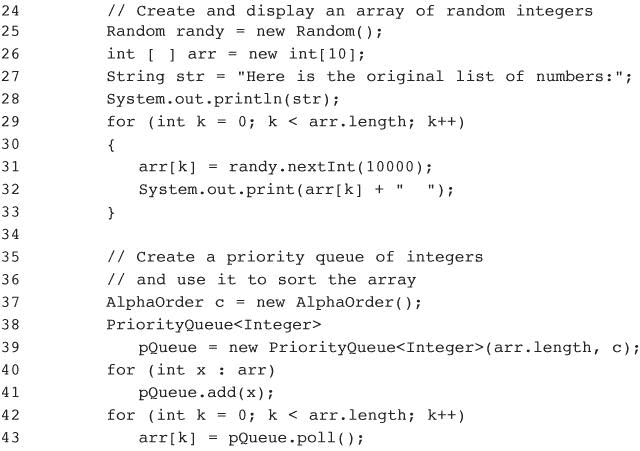 24 // Create and display an array of random integers
25 Random randy = new Random();
26 int [ ] arr = new int[10];
27 String str = "Here is the original list of numbers:";
28 System.out.println(str);
29 for (int k = 0; k < arr.length; k++)
30 {
31 arr[k] = randy.nextInt(10000);
32 System.out.print(arr[k] + "  ");
33 }
34
35 // Create a priority queue of integers
36 // and use it to sort the array
37 AlphaOrder c = new AlphaOrder();
38 PriorityQueue<Integer>
39 pQueue = new PriorityQueue<Integer>(arr.length, c);
40 for (int x : arr)
41 pQueue.add(x);
42 for (int k = 0; k < arr.length; k++)
43 arr[k] = pQueue.poll();